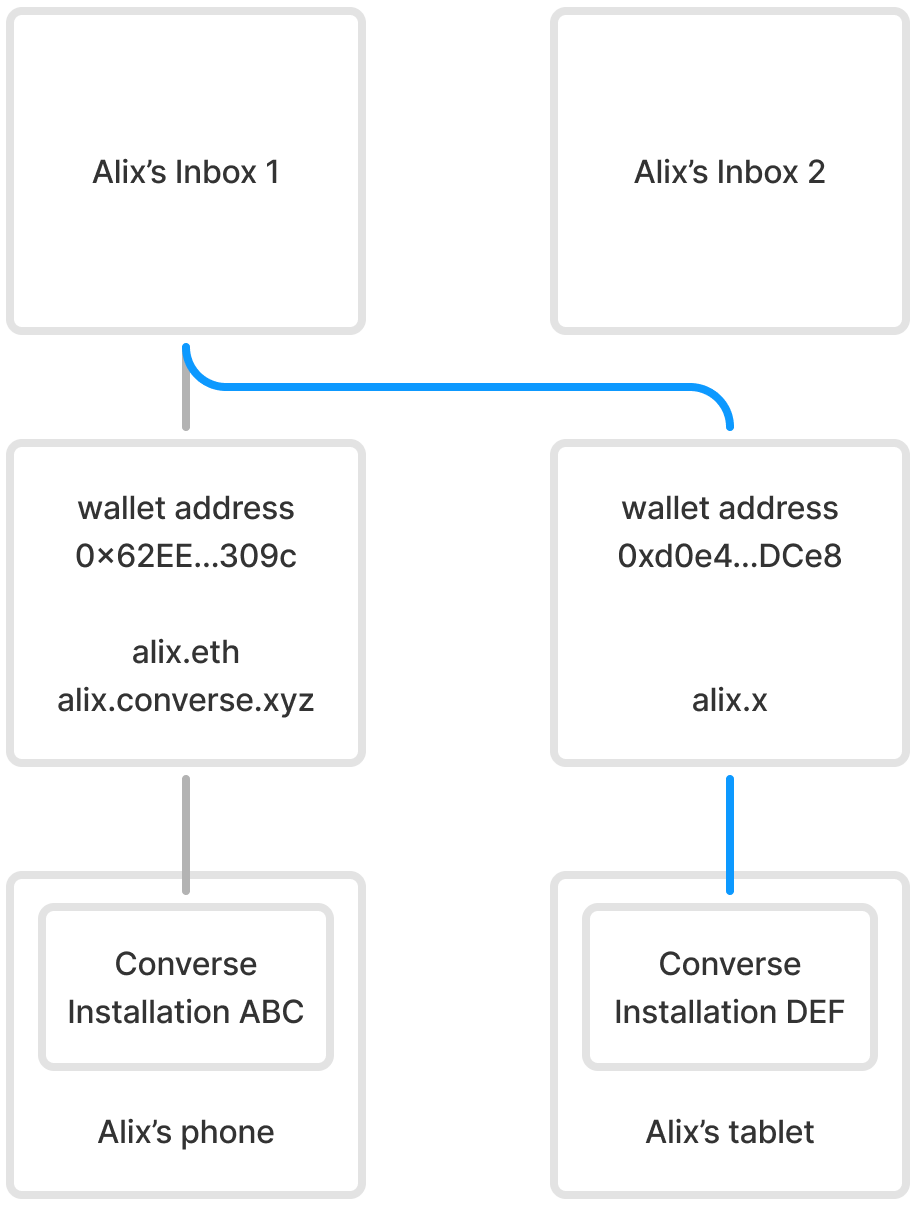 Alix’s Inbox 1
Alix’s Inbox 2
wallet address
0×62EE...309c
alix.eth
alix.converse.xyz
wallet address
0xd0e4...DCe8
alix.x
Converse
Installation ABC
Alix’s phone
Converse
Installation DEF
Alix’s tablet